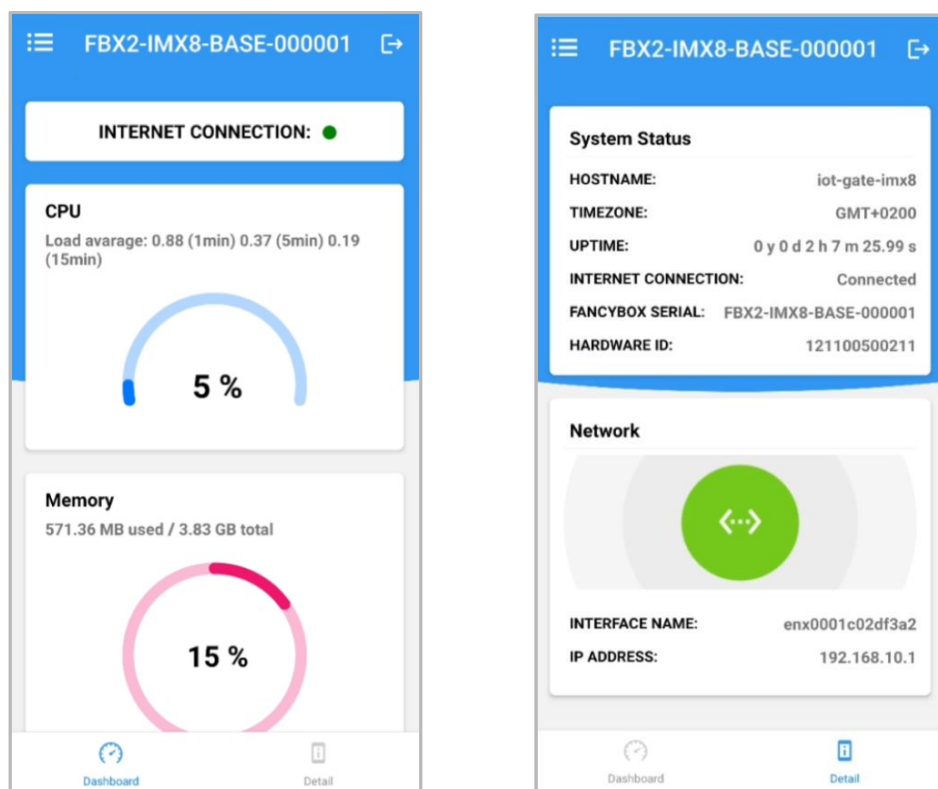 FBX2-IMX8-BASE-000001
INTERNET CONNECTION:
CPU
Load avarage: 0.88 (1min) 0.37 (5min) 0.19
(15min)
5 %
Memory
571.36 MB used / 3.83 GB total
15 %
Dashboard Detail
FBX2-IMX8-BASE-000001
System Status
HOSTNAME: iot-gate-imx8
TIMEZONE: GMT+0200
UPTIME: 0 y 0 d 2 h 7 m 25.99 s
INTERNET CONNECTION: Connected
FANCYBOX SERIAL: FBX2-IMX8-BASE-000001
HARDWARE ID: 121100500211
Network
INTERFACE NAME: enx0001c02df3a2
IP ADDRESS: 192.168.10.1
Dashboard Detail